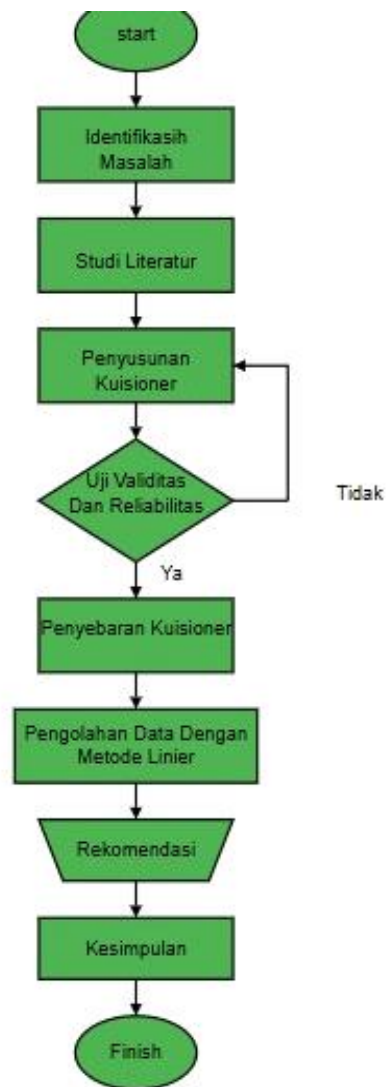 start
Identifikasih
Masalah
Studi Literatur
Penyusunan
Kuisioner
Uji Validitas
Dan Reliabilitas
Tidak
Ya
Penyebaran Kuisioner
Pengolahan Data Dengan
Metode Linier
Rekomendasi
Kesimpulan
Finish